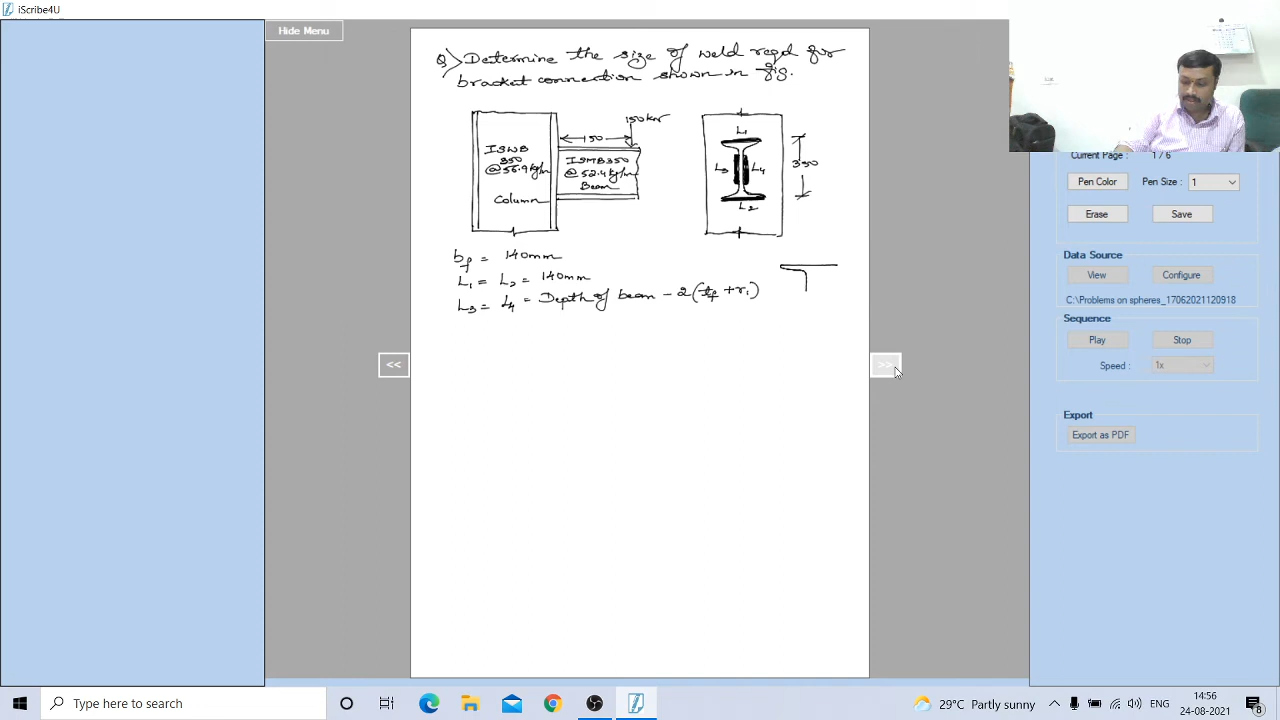 iScribe4U
Hide Menu
Q) Determine the size of weld reqd for
bracket connection shown in fig.
150 kN
150
ISWB
350
@56.9kg/m
Column
ISMB350
@52.4kg/m
Beam
L1
L3
L4
L2
350
bf = 140mm
L1 = L2 = 140mm
L3 = L4 = Depth of beam - 2(tf + r1)
<<
>>
Current Page : 1 / 6
Pen Color
Pen Size :
1
Erase
Save
Data Source
View
Configure
C:\Problems on spheres_17062021120918
Sequence
Play
Stop
Speed :
1x
Export
Export as PDF
Type here to search
29°C Partly sunny
ENG
14:56
24-08-2021
8